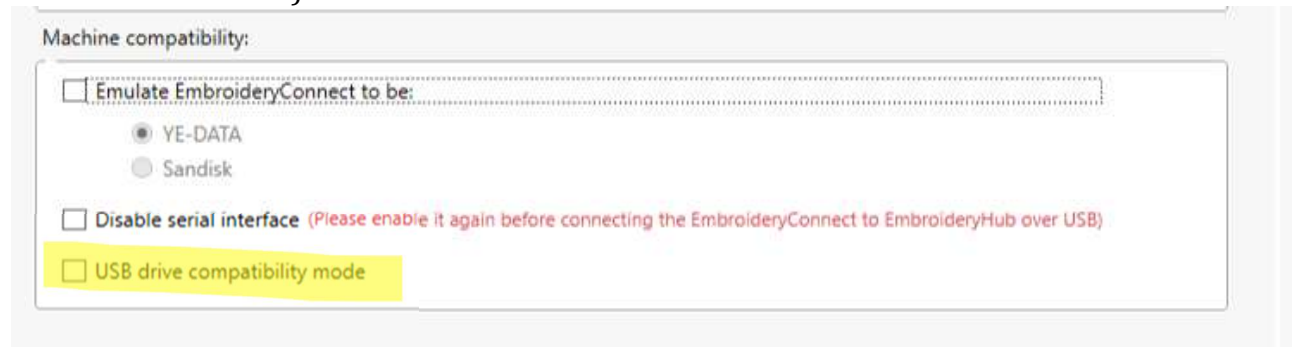 Machine compatibility:
Emulate EmbroideryConnect to be:
YE-DATA
Sandisk
Disable serial interface (Please enable it again before connecting the EmbroideryConnect to EmbroideryHub over USB)
USB drive compatibility mode